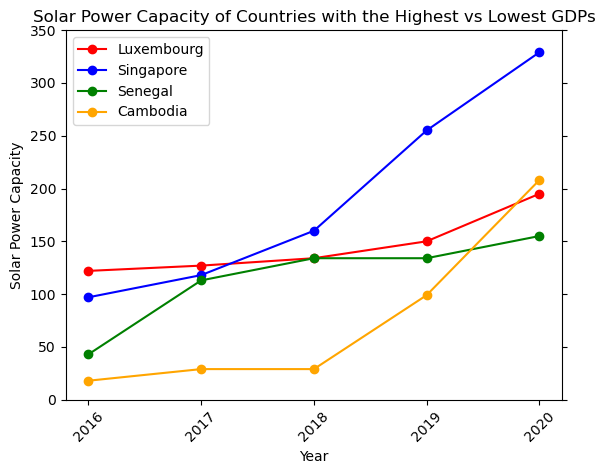 Solar Power Capacity of Countries with the Highest vs Lowest GDPs
350
300
250
200
150
100
50
0
Solar Power Capacity
Luxembourg
Singapore
Senegal
Cambodia
2016
2017
2018
2019
2020
Year